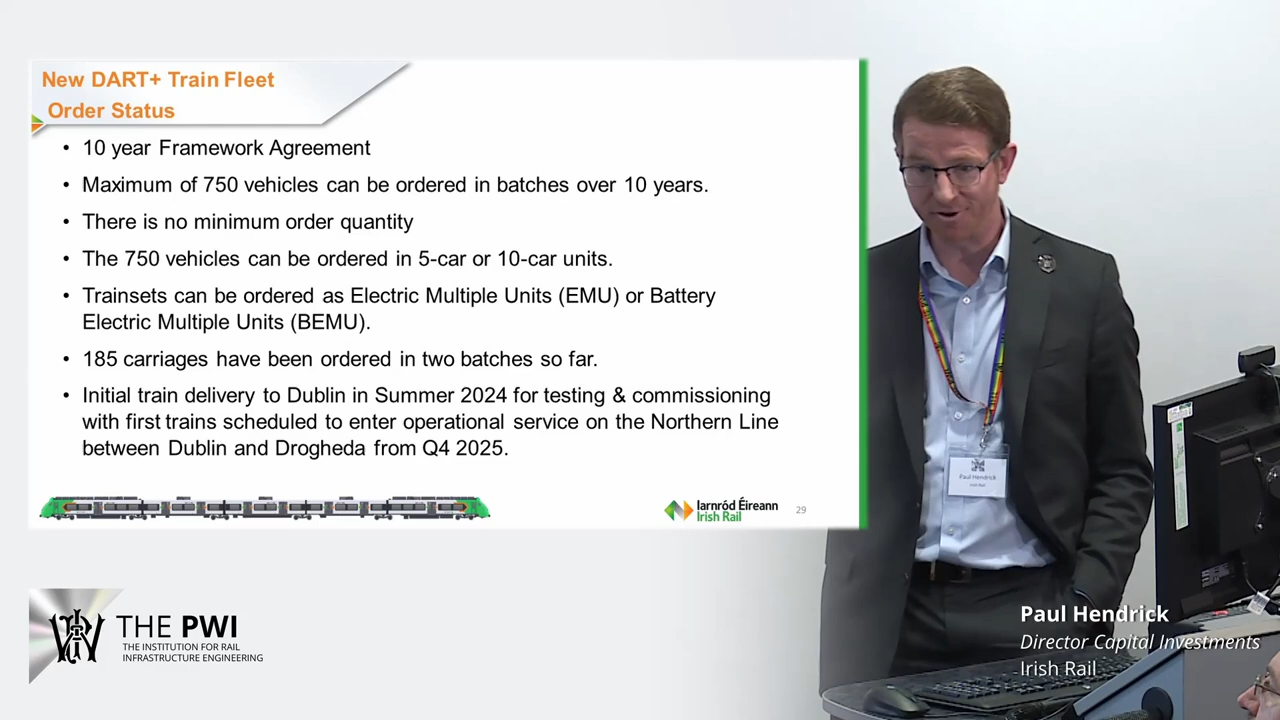 New DART+ Train Fleet
Order Status
• 10 year Framework Agreement
• Maximum of 750 vehicles can be ordered in batches over 10 years.
• There is no minimum order quantity
• The 750 vehicles can be ordered in 5-car or 10-car units.
• Trainsets can be ordered as Electric Multiple Units (EMU) or Battery
Electric Multiple Units (BEMU).
• 185 carriages have been ordered in two batches so far.
• Initial train delivery to Dublin in Summer 2024 for testing & commissioning
with first trains scheduled to enter operational service on the Northern Line
between Dublin and Drogheda from Q4 2025.
Iarnród Éireann
Irish Rail
29
Paul Hendrick
Irish Rail
THE PWI
THE INSTITUTION FOR RAIL
INFRASTRUCTURE ENGINEERING
Paul Hendrick
Director Capital Investments
Irish Rail